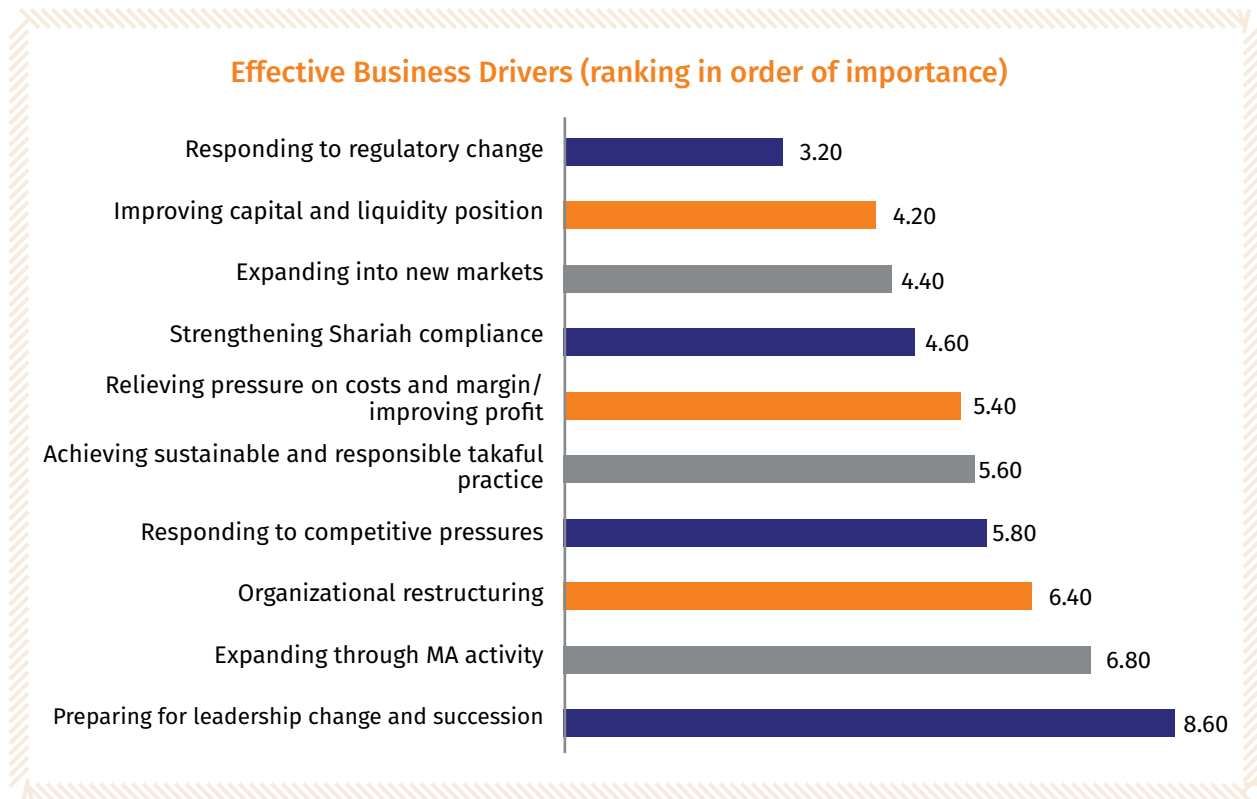 Effective Business Drivers (ranking in order of importance)
Responding to regulatory change
3.20
Improving capital and liquidity position
4.20
Expanding into new markets
4.40
Strengthening Shariah compliance
4.60
Relieving pressure on costs and margin/
improving profit
5.40
Achieving sustainable and responsible takaful
practice
5.60
Responding to competitive pressures
5.80
Organizational restructuring
6.40
Expanding through MA activity
6.80
Preparing for leadership change and succession
8.60